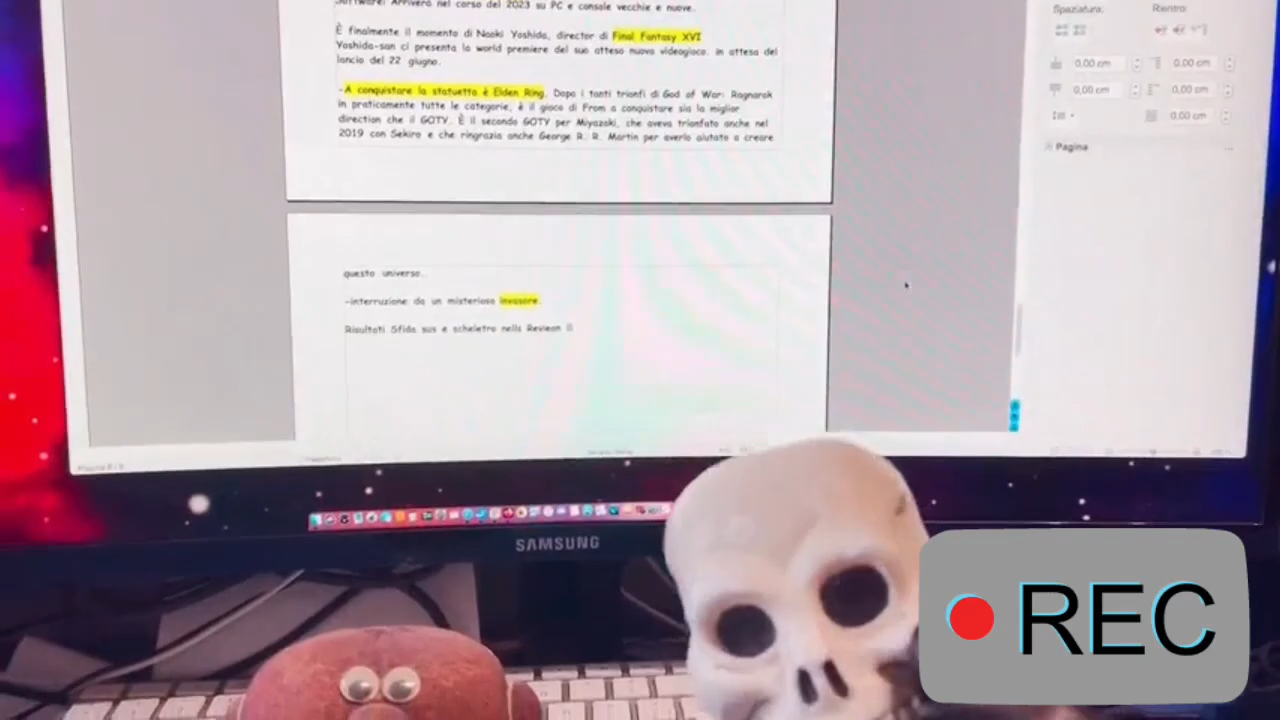 Software! Arriverà nel corso del 2023 su PC e console vecchie e nuove.
È finalmente il momento di Naoki Yoshida, director di Final Fantasy XVI
Yoshida-san ci presenta la world premiere del suo atteso nuovo videogioco. in attesa del
lancio del 22 giugno.
-A conquistare la statuetta è Elden Ring. Dopo i tanti trionfi di God of War: Ragnarok
in praticamente tutte le categorie, è il gioco di From a conquistare sia la miglior
direction che il GOTY. È il secondo GOTY per Miyazaki, che aveva trionfato anche nel
2019 con Sekiro e che ringrazia anche George R. R. Martin per averlo aiutato a creare
questo universo.
-interruzione da un misterioso invasore.
Risultati Sfida sus e scheletro nella Reviean
Spaziatura:
Rientro:
0,00 cm
0,00 cm
0,00 cm
0,00 cm
0,00 cm
Pagina
SAMSUNG
REC